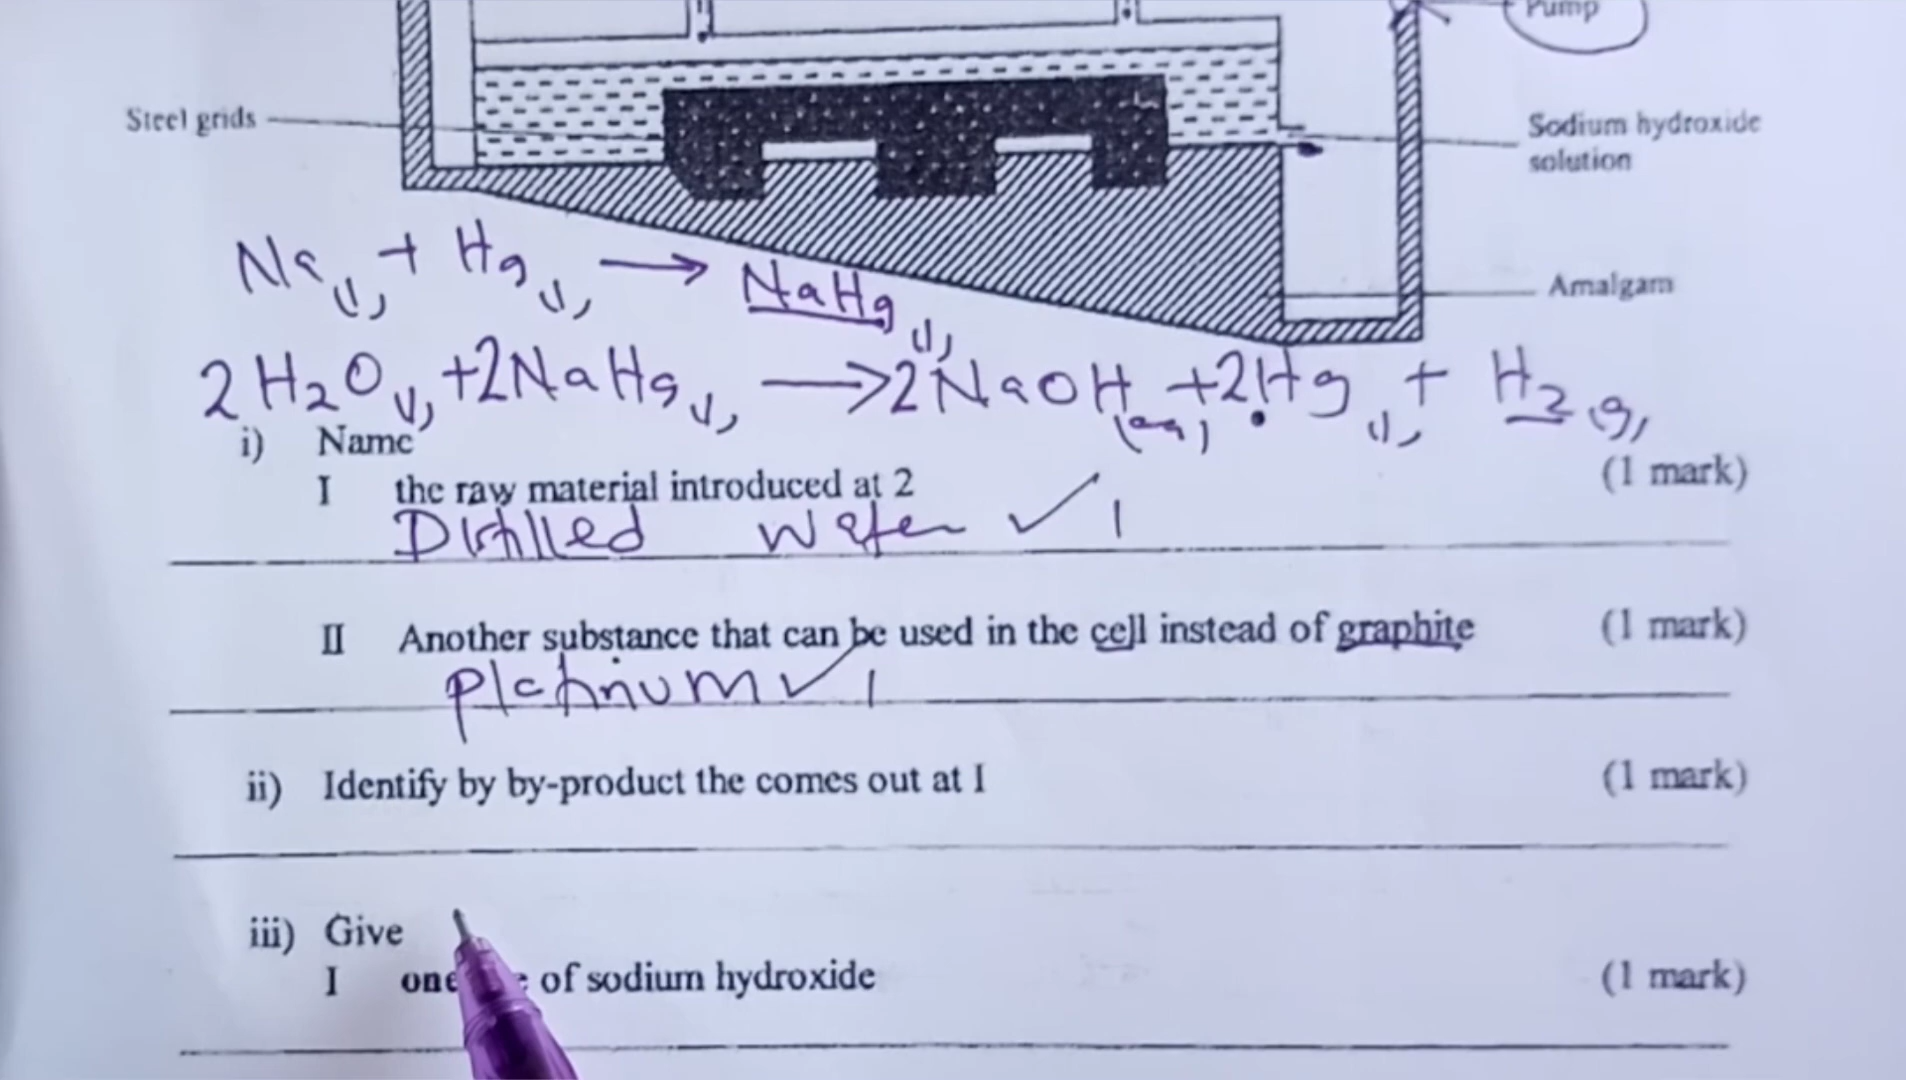 Pump
Steel grids
Sodium hydroxide
solution
Na(l) + Hg(l) → NaHg(l)
Amalgam
2H2O(l) + 2NaHg(l) → 2NaOH(aq) + 2Hg(l) + H2(g)
i) Name
I the raw material introduced at 2 (1 mark)
Distilled Water ✓ 1
II Another substance that can be used in the cell instead of graphite (1 mark)
Platinum ✓ 1
ii) Identify by by-product the comes out at I (1 mark)
iii) Give
I one of sodium hydroxide (1 mark)